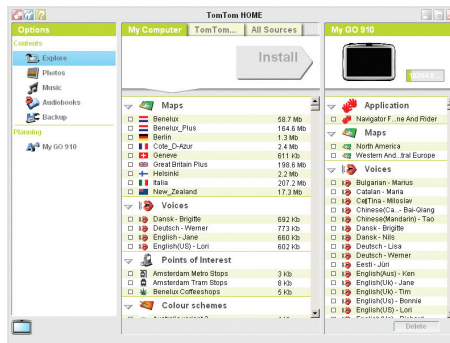 TomTom HOME
Options
Contents
Explore
Photos
Music
Audiobooks
Backup
Planning
My GO 910
My Computer TomTom... All Sources
Install
Maps
Benelux 58.7 Mb
Benelux_Plus 164.6 Mb
Berlin 1.3 Mb
Cote_D-Azur 2.4 Mb
Geneve 611 Kb
Great Britain Plus 198.6 Mb
Helsinki 2.2 Mb
Italia 207.2 Mb
New_Zealand 17.3 Mb
Voices
Dansk - Brigitte 692 Kb
Deutsch - Werner 773 Kb
English - Jane 660 Kb
English(US) - Lori 602 Kb
Points of Interest
Amsterdam Metro Stops 3 Kb
Amsterdam Tram Stops 8 Kb
Benelux Coffeeshops 5 Kb
Colour schemes
My GO 910
Application
Navigator F...ne And Rider
Maps
North America
Western And...tral Europe
Voices
Bulgarian - Marius
Catalan - Maria
Ce¦Tina - Miloslav
Chinese(Ca...- Bai-Qiang
Chinese(Mandarin) - Tao
Dansk - Brigitte
Dansk - Nils
Deutsch - Lisa
Deutsch - Werner
Eesti - Jüri
English(Aus) - Ken
English(Uk) - Jane
English(Uk) - Tim
English(Us) - Bonnie
English(US) - Lori
Delete